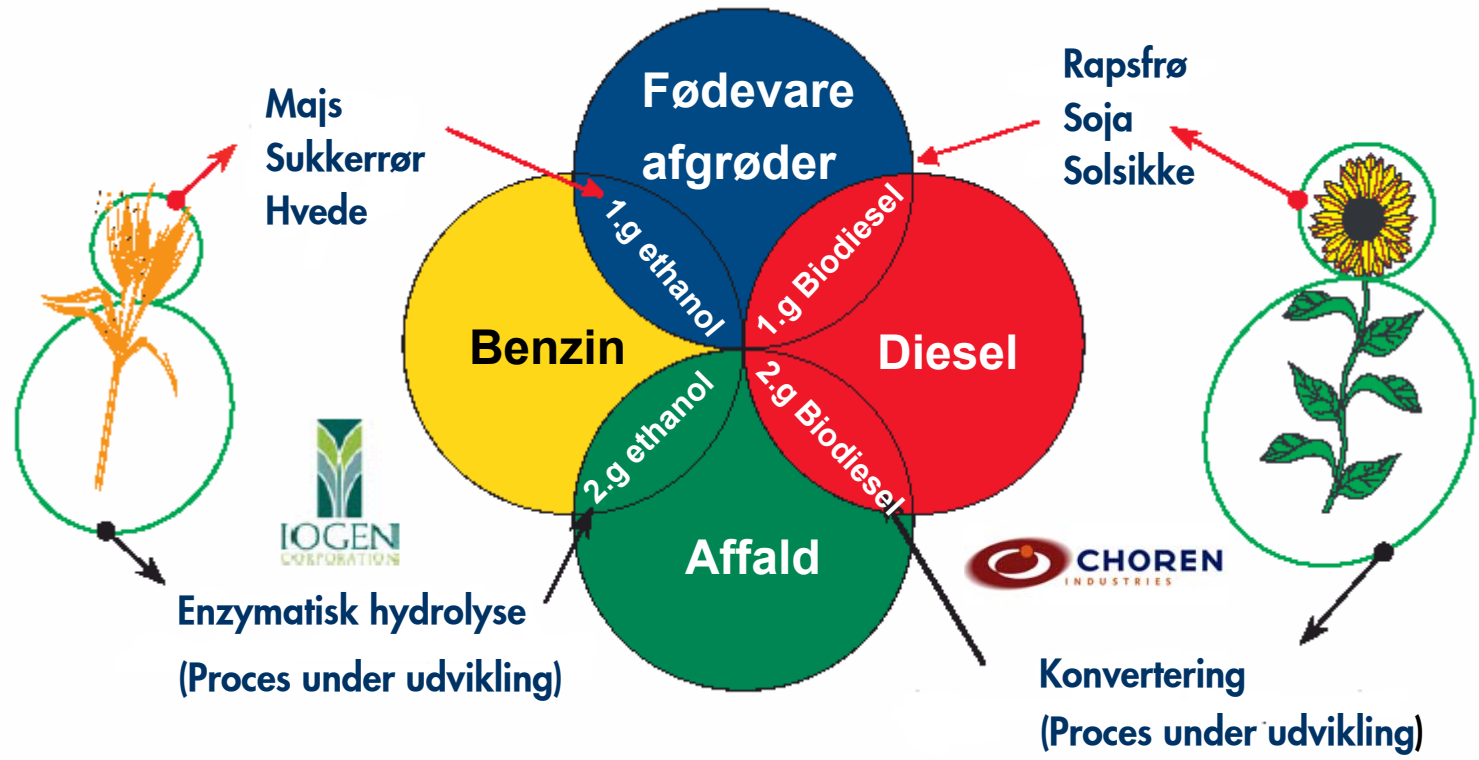 Majs
Sukkerrør
Hvede
Fødevare
afgrøder
Rapsfrø
Soja
Solsikke
1.g ethanol
1.g Biodiesel
Benzin
Diesel
2.g ethanol
2.g Biodiesel
Affald
IOGEN
CORPORATION
CHOREN
INDUSTRIES
Enzymatisk hydrolyse
(Proces under udvikling)
Konvertering
(Proces under udvikling)